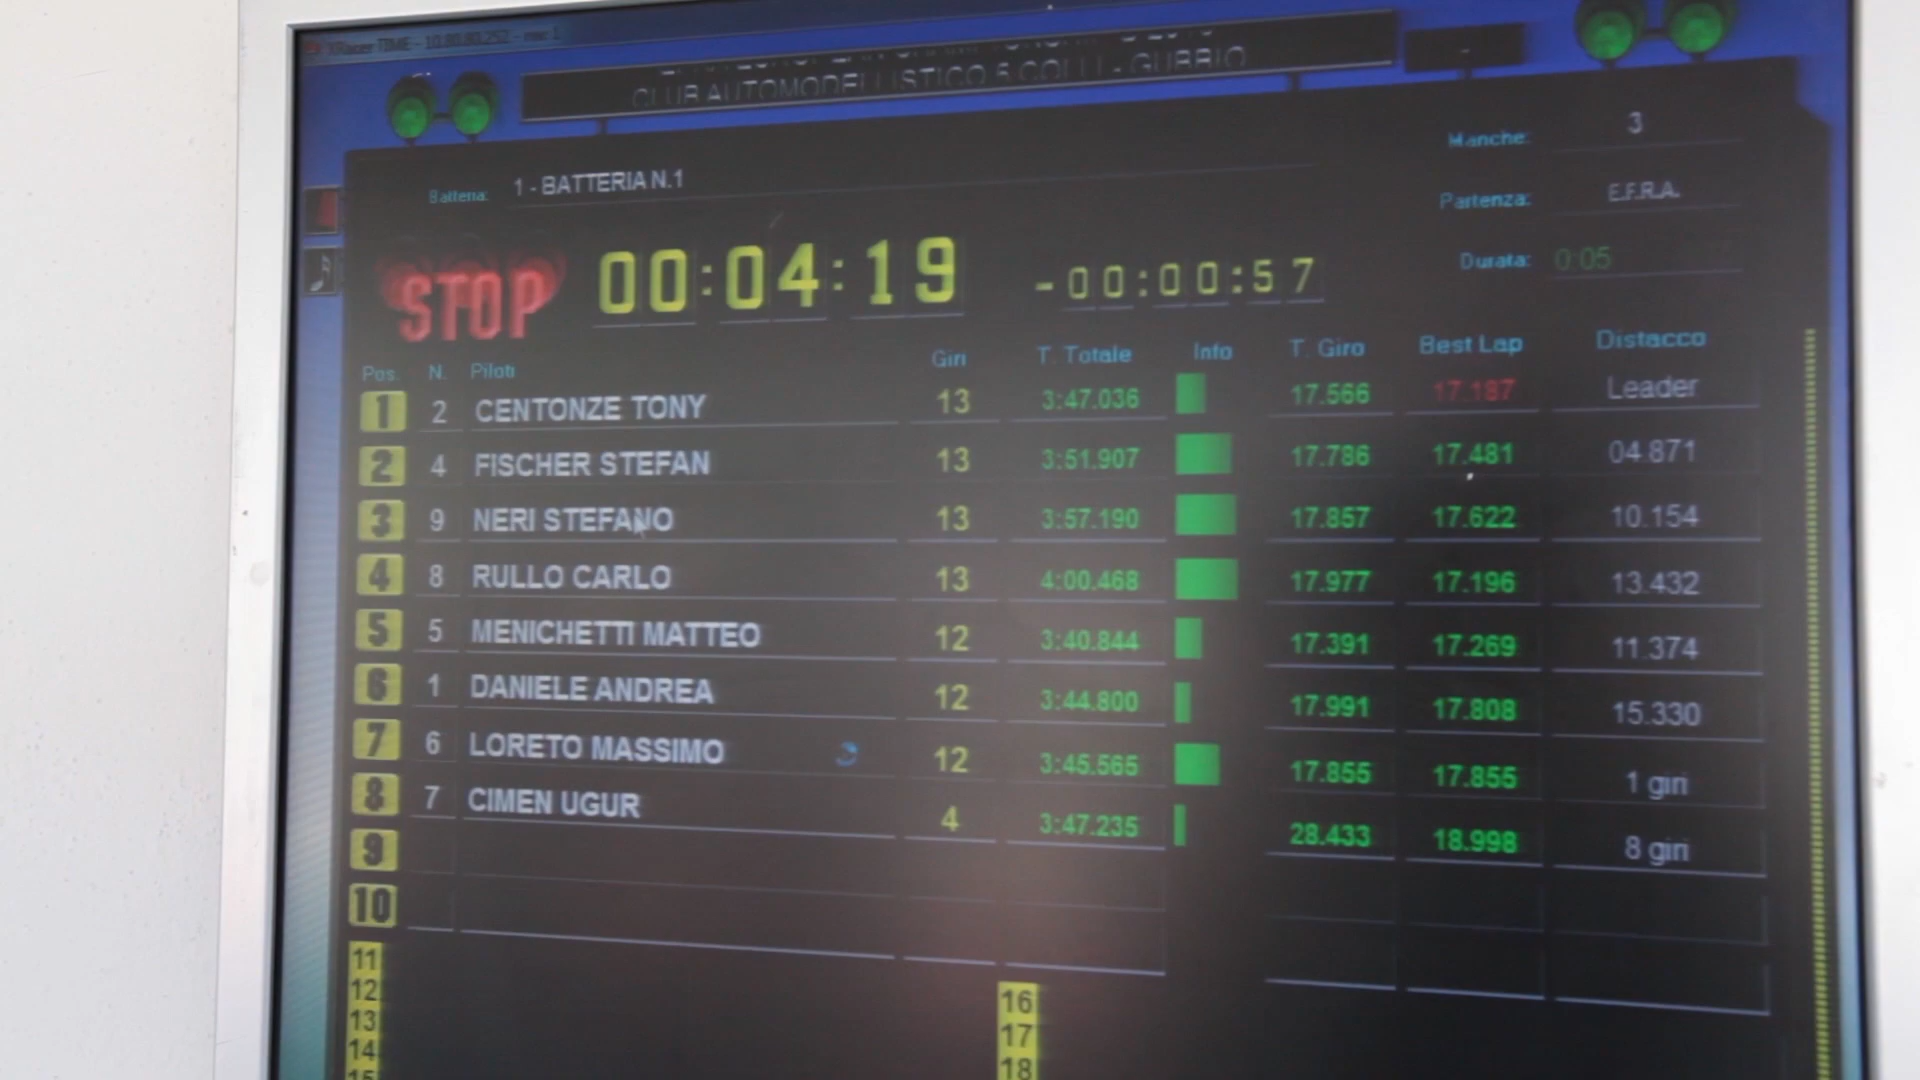 XRacer TIME - 10.80.80.252 -
CLUB AUTOMODELLISTICO 5 COLLI - GUBBIO
-
Manche: 3
Batteria: 1 - BATTERIA N.1
Partenza: E.F.R.A.
Durata: 0:05
STOP 00:04:19 -00:00:57
Pos. N. Piloti Giri T. Totale Info T. Giro Best Lap Distacco
1 2 CENTONZE TONY 13 3:47.036 17.566 17.187 Leader
2 4 FISCHER STEFAN 13 3:51.907 17.786 17.481 04.871
3 9 NERI STEFANO 13 3:57.190 17.857 17.622 10.154
4 8 RULLO CARLO 13 4:00.468 17.977 17.196 13.432
5 5 MENICHETTI MATTEO 12 3:40.844 17.391 17.269 11.374
6 1 DANIELE ANDREA 12 3:44.800 17.991 17.808 15.330
7 6 LORETO MASSIMO 12 3:45.565 17.855 17.855 1 giri
8 7 CIMEN UGUR 4 3:47.235 28.433 18.998 8 giri
9
10
11
12 16
13 17
14 18
15